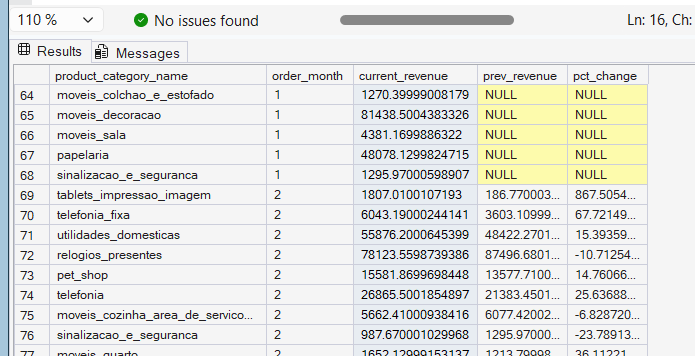 110 % No issues found Ln: 16, Ch:
Results Messages
product_category_name order_month current_revenue prev_revenue pct_change
64 moveis_colchao_e_estofado 1 1270.39999008179 NULL NULL
65 moveis_decoracao 1 81438.5004383326 NULL NULL
66 moveis_sala 1 4381.1699886322 NULL NULL
67 papelaria 1 48078.1299824715 NULL NULL
68 sinalizacao_e_seguranca 1 1295.97000598907 NULL NULL
69 tablets_impressao_imagem 2 1807.0100107193 186.770003... 867.5054...
70 telefonia_fixa 2 6043.19000244141 3603.10999... 67.72149...
71 utilidades_domesticas 2 55876.2000645399 48422.2701... 15.39359...
72 relogios_presentes 2 78123.5598739386 87496.6801... -10.71254...
73 pet_shop 2 15581.8699698448 13577.7100... 14.76066...
74 telefonia 2 26865.5001854897 21383.4501... 25.63688...
75 moveis_cozinha_area_de_servico... 2 5662.41000938416 6077.42002... -6.828720...
76 sinalizacao_e_seguranca 2 987.670001029968 1295.97000... -23.78913...
moveis_quarto 2 1652.12999153137 1213.79998... 36.11221...